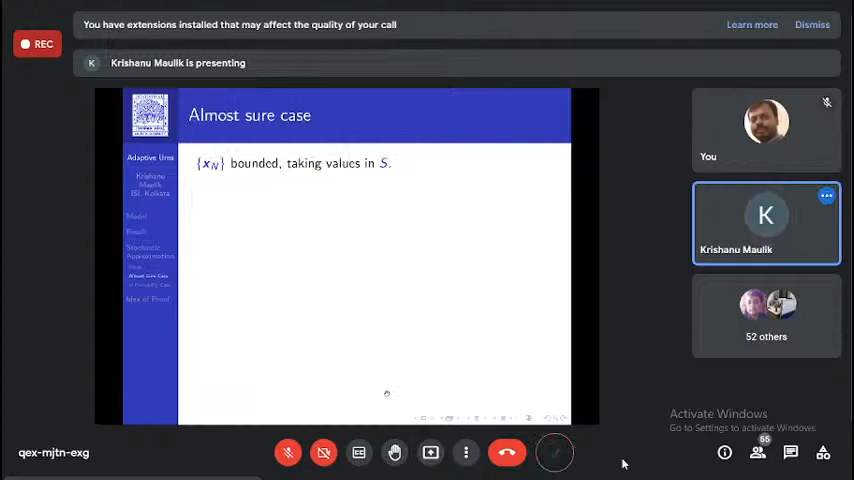 You have extensions installed that may affect the quality of your call
Learn more
Dismiss
REC
K
Krishanu Maulik is presenting
Almost sure case
Adaptive Urns
Krishanu
Maulik
ISI, Kolkata
Model
Result
Stochastic
Approximation
Almost Sure Case
Idea of Proof
{x_N} bounded, taking values in S.
You
K
Krishanu Maulik
52 others
Activate Windows
Go to Settings to activate Windows.
qex-mjtn-exg
CC
55